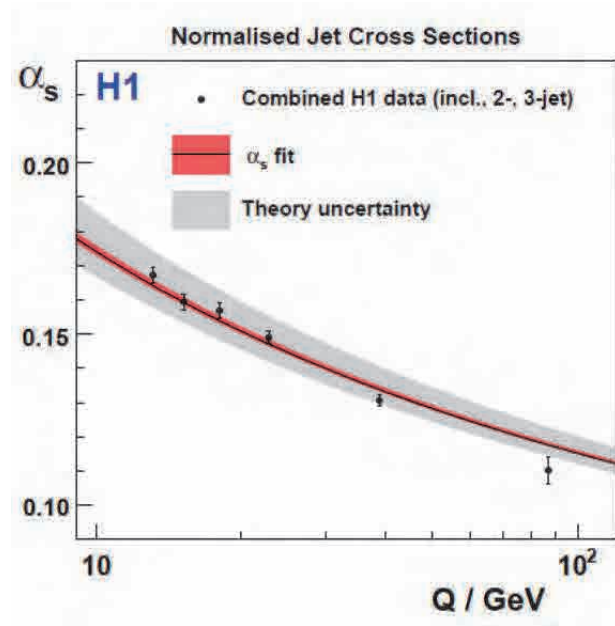 Normalised Jet Cross Sections
αs
H1
Combined H1 data (incl., 2-, 3-jet)
αs fit
Theory uncertainty
0.20
0.15
0.10
10
10²
Q / GeV